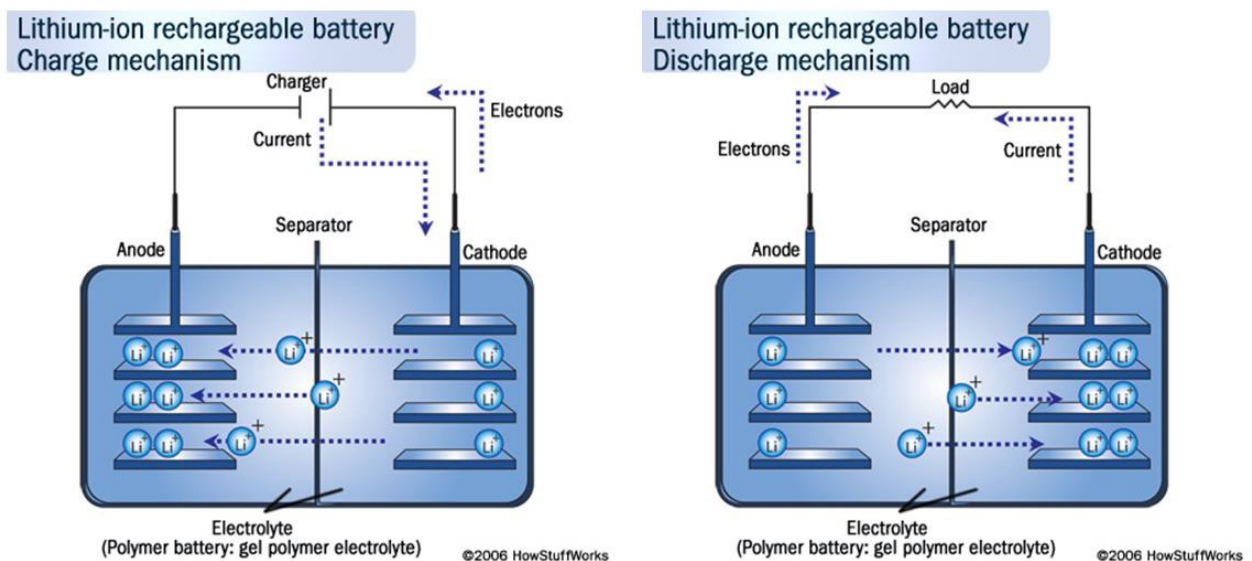 Lithium-ion rechargeable battery
Charge mechanism
Charger
Electrons
Current
Separator
Anode
Cathode
Li+ Li+ Li+ + Li+
Li+ Li+ Li+ + Li+
Li+ Li+ Li+ + Li+
Electrolyte
(Polymer battery: gel polymer electrolyte)
©2006 HowStuffWorks
Lithium-ion rechargeable battery
Discharge mechanism
Load
Electrons
Current
Separator
Anode
Cathode
Li+ Li+ + Li+ Li+
Li+ Li+ + Li+ Li+
Li+ Li+ + Li+ Li+
Electrolyte
(Polymer battery: gel polymer electrolyte)
©2006 HowStuffWorks